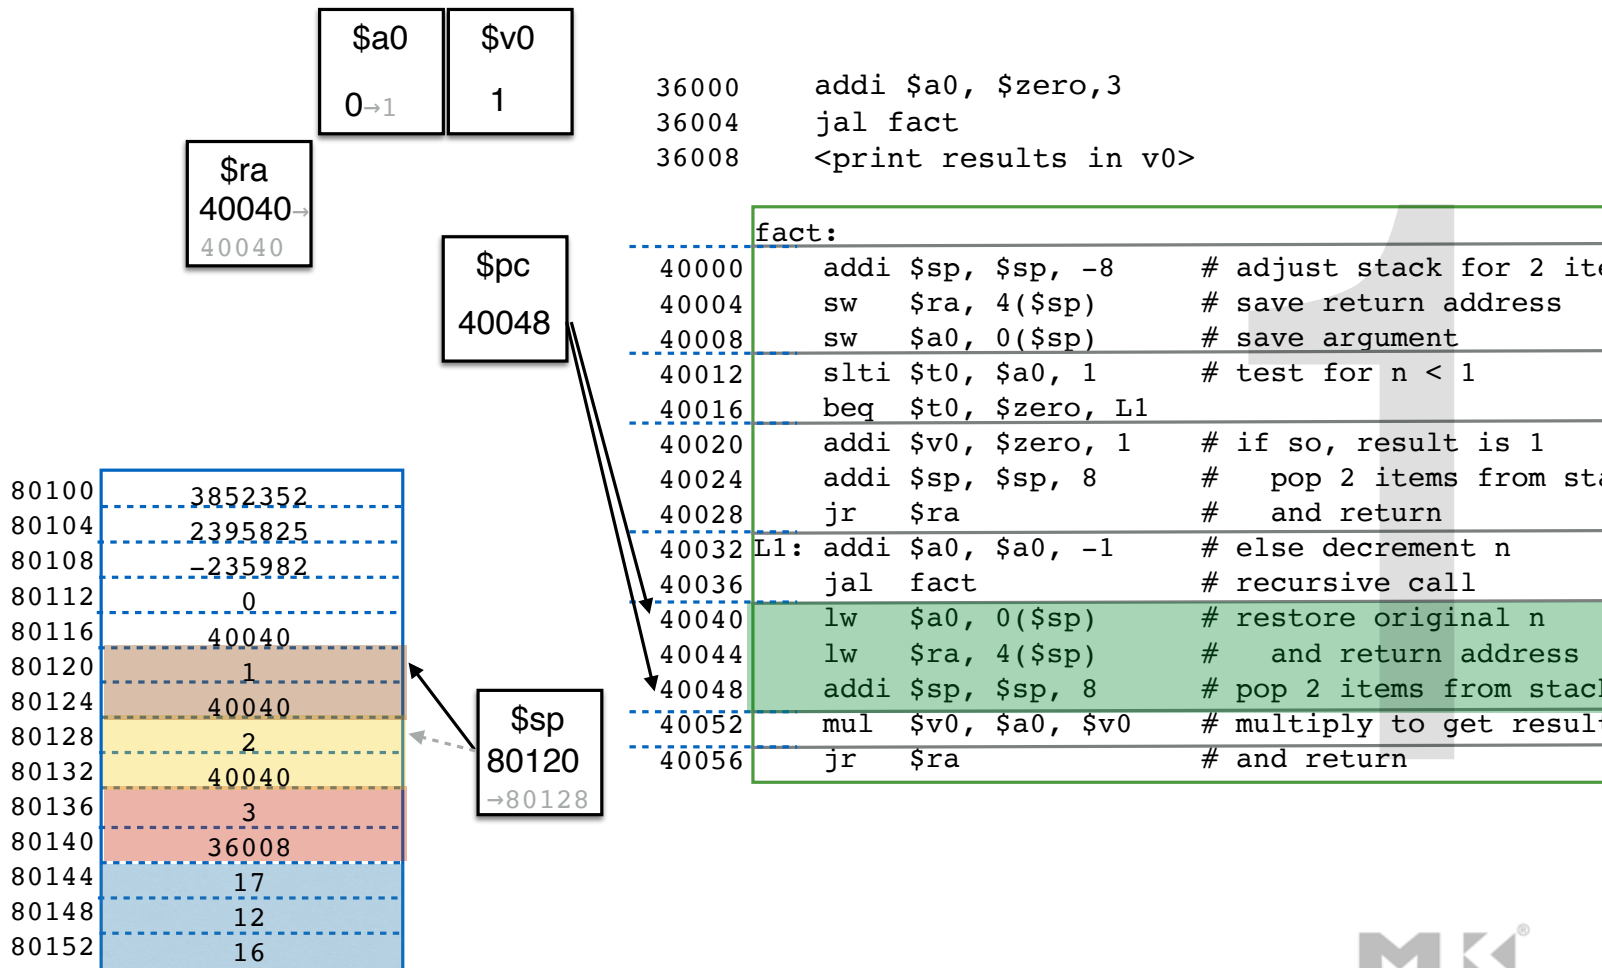 $a0
0→1
$v0
1
$ra
40040→
40040
$pc
40048
36000 addi $a0, $zero,3
36004 jal fact
36008 <print results in v0>
1
fact:
40000 addi $sp, $sp, -8 # adjust stack for 2 ite
40004 sw $ra, 4($sp) # save return address
40008 sw $a0, 0($sp) # save argument
40012 slti $t0, $a0, 1 # test for n < 1
40016 beq $t0, $zero, L1
40020 addi $v0, $zero, 1 # if so, result is 1
40024 addi $sp, $sp, 8 # pop 2 items from sta
40028 jr $ra # and return
40032 L1: addi $a0, $a0, -1 # else decrement n
40036 jal fact # recursive call
40040 lw $a0, 0($sp) # restore original n
40044 lw $ra, 4($sp) # and return address
40048 addi $sp, $sp, 8 # pop 2 items from stack
40052 mul $v0, $a0, $v0 # multiply to get result
40056 jr $ra # and return
80100 3852352
80104 2395825
80108 -235982
80112 0
80116 40040
80120 1
80124 40040
80128 2
80132 40040
80136 3
80140 36008
80144 17
80148 12
80152 16
$sp
80120
→80128
MK®